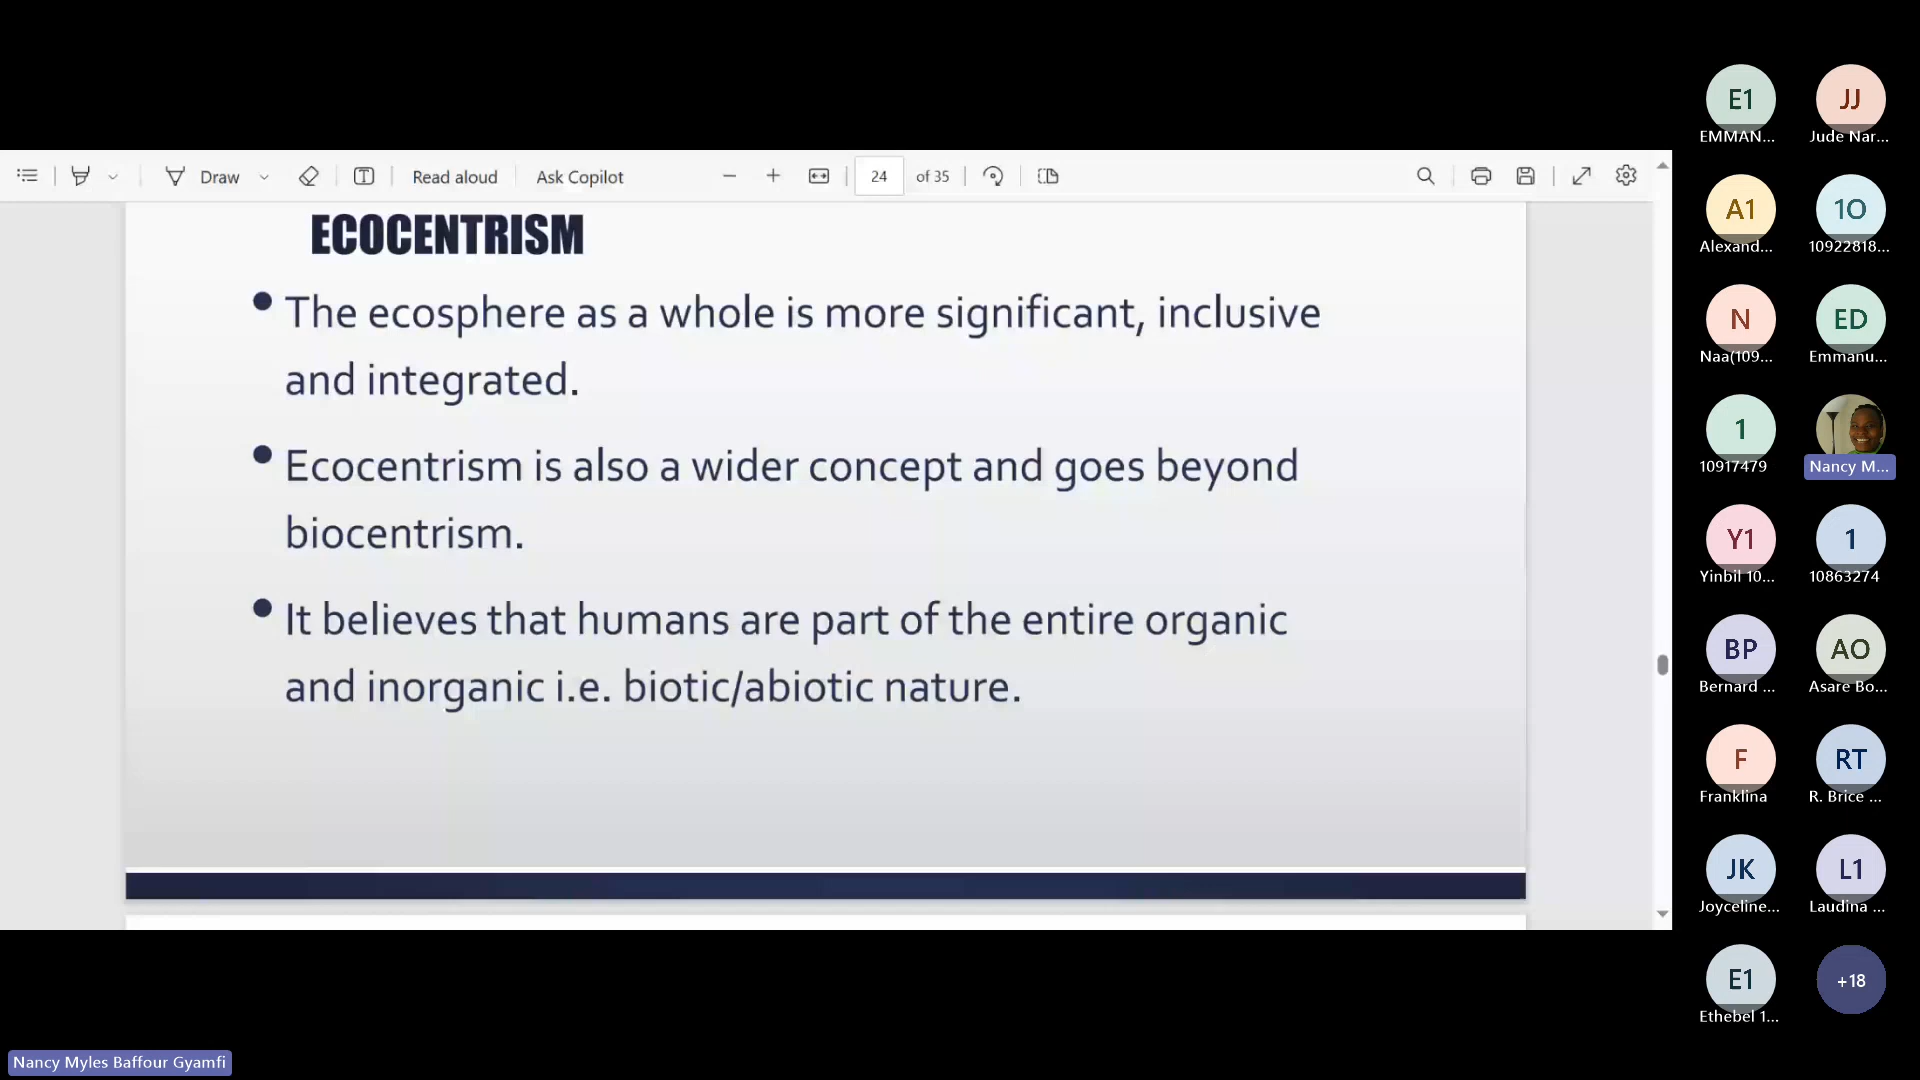 Draw
Read aloud
Ask Copilot
24
of 35
ECOCENTRISM
• The ecosphere as a whole is more significant, inclusive
and integrated.
• Ecocentrism is also a wider concept and goes beyond
biocentrism.
• It believes that humans are part of the entire organic
and inorganic i.e. biotic/abiotic nature.
E1
EMMAN...
JJ
Jude Nar...
A1
Alexand...
1O
10922818...
N
Naa(109...
ED
Emmanu...
1
10917479
Nancy M...
Y1
Yinbil 10...
1
10863274
BP
Bernard ...
AO
Asare Bo...
F
Franklina
RT
R. Brice ...
JK
Joyceline...
L1
Laudina ...
E1
Ethebel 1...
+18
Nancy Myles Baffour Gyamfi